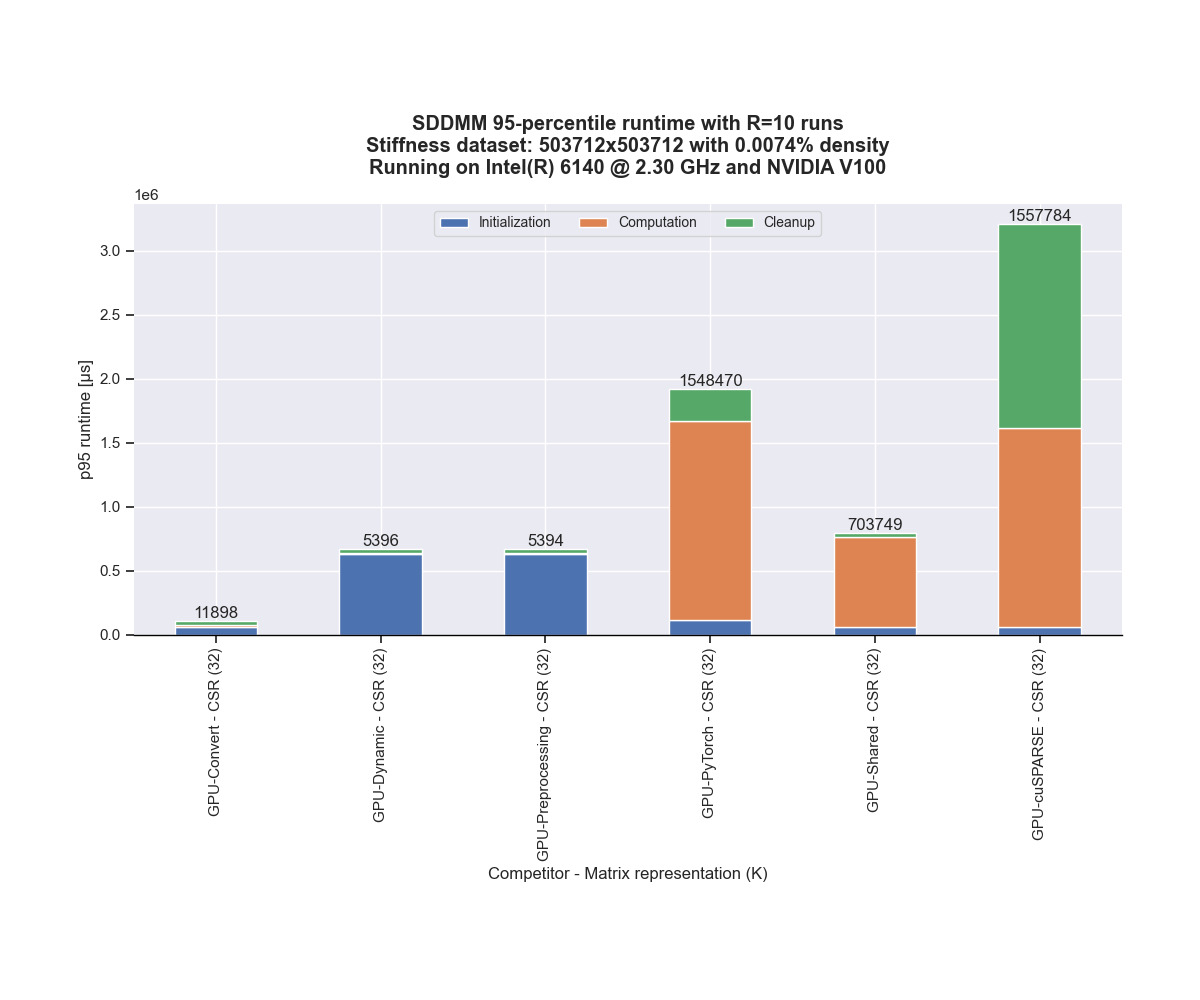 SDDMM 95-percentile runtime with R=10 runs
Stiffness dataset: 503712x503712 with 0.0074% density
Running on Intel(R) 6140 @ 2.30 GHz and NVIDIA V100
1e6
Initialization Computation Cleanup
p95 runtime [μs]
3.0
2.5
2.0
1.5
1.0
0.5
0.0
11898
5396
5394
1548470
703749
1557784
GPU-Convert - CSR (32)
GPU-Dynamic - CSR (32)
GPU-Preprocessing - CSR (32)
GPU-PyTorch - CSR (32)
GPU-Shared - CSR (32)
GPU-cuSPARSE - CSR (32)
Competitor - Matrix representation (K)